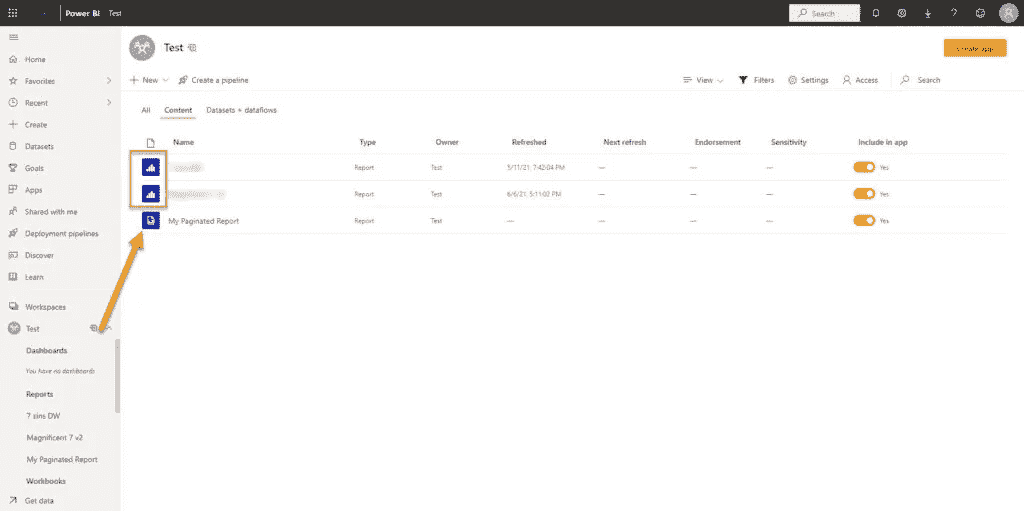 Power BI Test
Search
Test
Create app
New Create a pipeline
View Filters Settings Access Search
All Content Datasets + dataflows
Name Type Owner Refreshed Next refresh Endorsement Sensitivity Include in app
Report Test 5/11/21, 7:42:04 PM — — — Yes
Report Test 6/6/21, 5:11:02 PM — — — Yes
My Paginated Report Report Test — — — — Yes
Home
Favorites
Recent
Create
Datasets
Goals
Apps
Shared with me
Deployment pipelines
Discover
Learn
Workspaces
Test
Dashboards
You have no dashboards
Reports
7 sins DW
Magnificent 7 v2
My Paginated Report
Workbooks
Get data